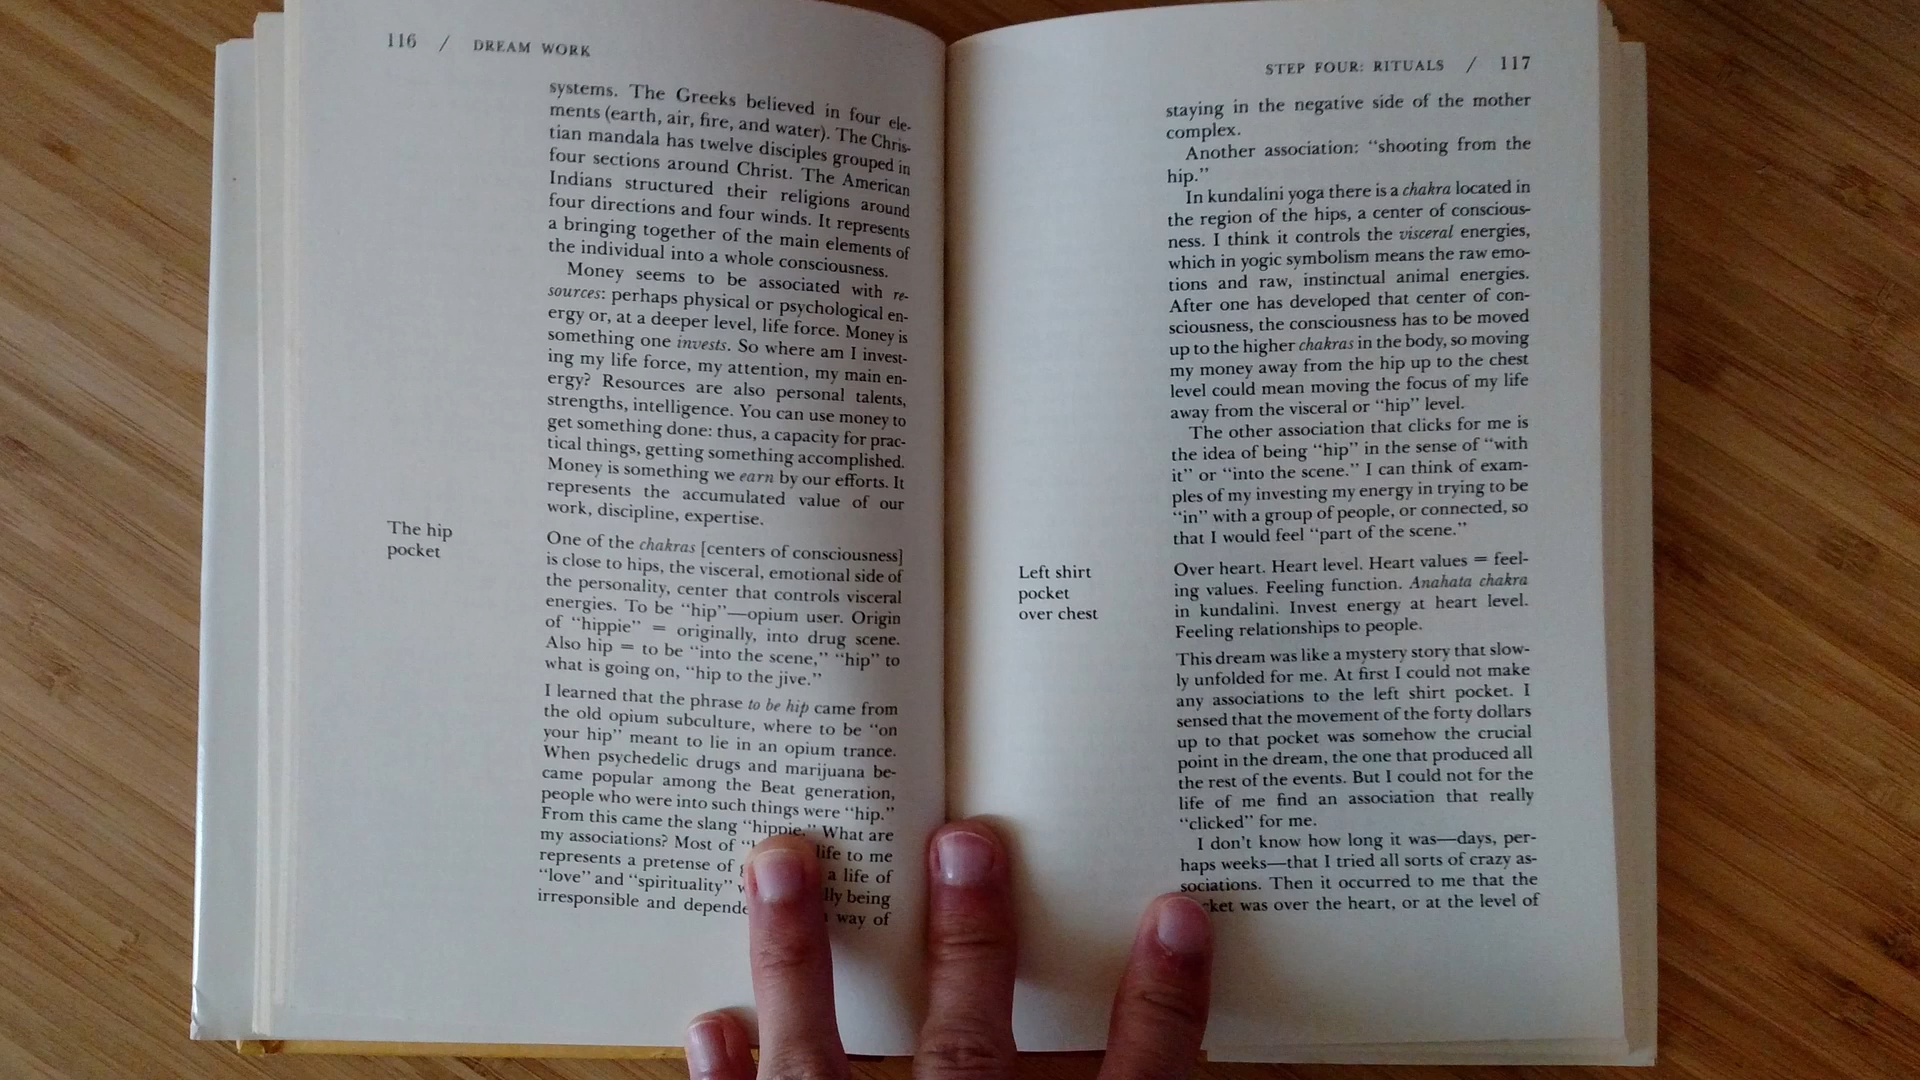 116 / DREAM WORK
systems. The Greeks believed in four ele-
ments (earth, air, fire, and water). The Chris-
tian mandala has twelve disciples grouped in
four sections around Christ. The American
Indians structured their religions around
four directions and four winds. It represents
a bringing together of the main elements of
the individual into a whole consciousness.
Money seems to be associated with re-
sources: perhaps physical or psychological en-
ergy or, at a deeper level, life force. Money is
something one invests. So where am I invest-
ing my life force, my attention, my main en-
ergy? Resources are also personal talents,
strengths, intelligence. You can use money to
get something done: thus, a capacity for prac-
tical things, getting something accomplished.
Money is something we earn by our efforts. It
represents the accumulated value of our
work, discipline, expertise.
The hip
pocket
One of the chakras [centers of consciousness]
is close to hips, the visceral, emotional side of
the personality, center that controls visceral
energies. To be "hip"—opium user. Origin
of "hippie" = originally, into drug scene.
Also hip = to be "into the scene," "hip" to
what is going on, "hip to the jive."
I learned that the phrase to be hip came from
the old opium subculture, where to be "on
your hip" meant to lie in an opium trance.
When psychedelic drugs and marijuana be-
came popular among the Beat generation,
people who were into such things were "hip."
From this came the slang "hippie." What are
my associations? Most of life to me
represents a pretense of a life of
"love" and "spirituality" being
irresponsible and way of
STEP FOUR: RITUALS / 117
staying in the negative side of the mother
complex.
Another association: "shooting from the
hip."
In kundalini yoga there is a chakra located in
the region of the hips, a center of conscious-
ness. I think it controls the visceral energies,
which in yogic symbolism means the raw emo-
tions and raw, instinctual animal energies.
After one has developed that center of con-
sciousness, the consciousness has to be moved
up to the higher chakras in the body, so moving
my money away from the hip up to the chest
level could mean moving the focus of my life
away from the visceral or "hip" level.
The other association that clicks for me is
the idea of being "hip" in the sense of "with
it" or "into the scene." I can think of exam-
ples of my investing my energy in trying to be
"in" with a group of people, or connected, so
that I would feel "part of the scene."
Left shirt
pocket
over chest
Over heart. Heart level. Heart values = feel-
ing values. Feeling function. Anahata chakra
in kundalini. Invest energy at heart level.
Feeling relationships to people.
This dream was like a mystery story that slow-
ly unfolded for me. At first I could not make
any associations to the left shirt pocket. I
sensed that the movement of the forty dollars
up to that pocket was somehow the crucial
point in the dream, the one that produced all
the rest of the events. But I could not for the
life of me find an association that really
"clicked" for me.
I don't know how long it was—days, per-
haps weeks—that I tried all sorts of crazy as-
sociations. Then it occurred to me that the
was over the heart, or at the level of